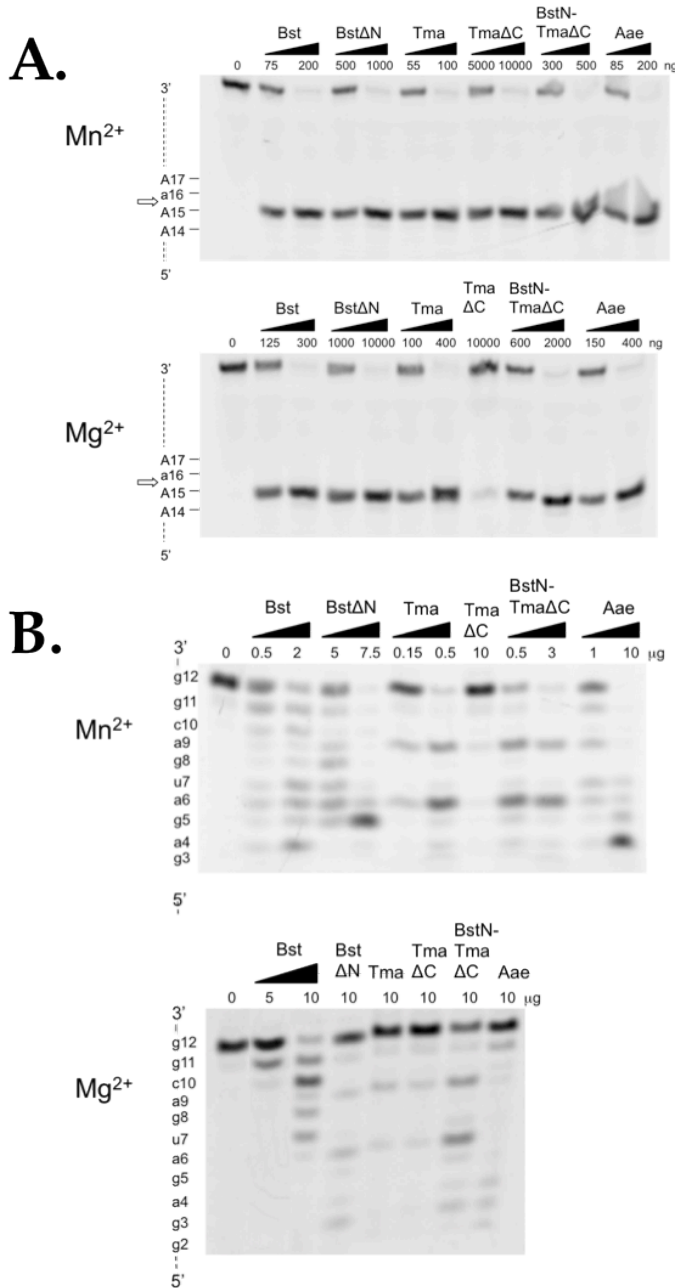 A.
Mn2+
Bst BstΔN Tma TmaΔC BstN-TmaΔC Aae
0 75 200 500 1000 55 100 5000 10000 300 500 85 200 ng
3'
A17
a16
A15
A14
5'
Mg2+
Bst BstΔN Tma Tma ΔC BstN-TmaΔC Aae
0 125 300 1000 10000 100 400 10000 600 2000 150 400 ng
3'
A17
a16
A15
A14
5'
B.
Mn2+
Bst BstΔN Tma Tma ΔC BstN-TmaΔC Aae
0 0.5 2 5 7.5 0.15 0.5 10 0.5 3 1 10 μg
3'
g12
g11
c10
a9
g8
u7
a6
g5
a4
g3
5'
Mg2+
Bst Bst ΔN Tma Tma ΔC BstN-Tma ΔC Aae
0 5 10 10 10 10 10 10 μg
3'
g12
g11
c10
a9
g8
u7
a6
g5
a4
g3
g2
5'